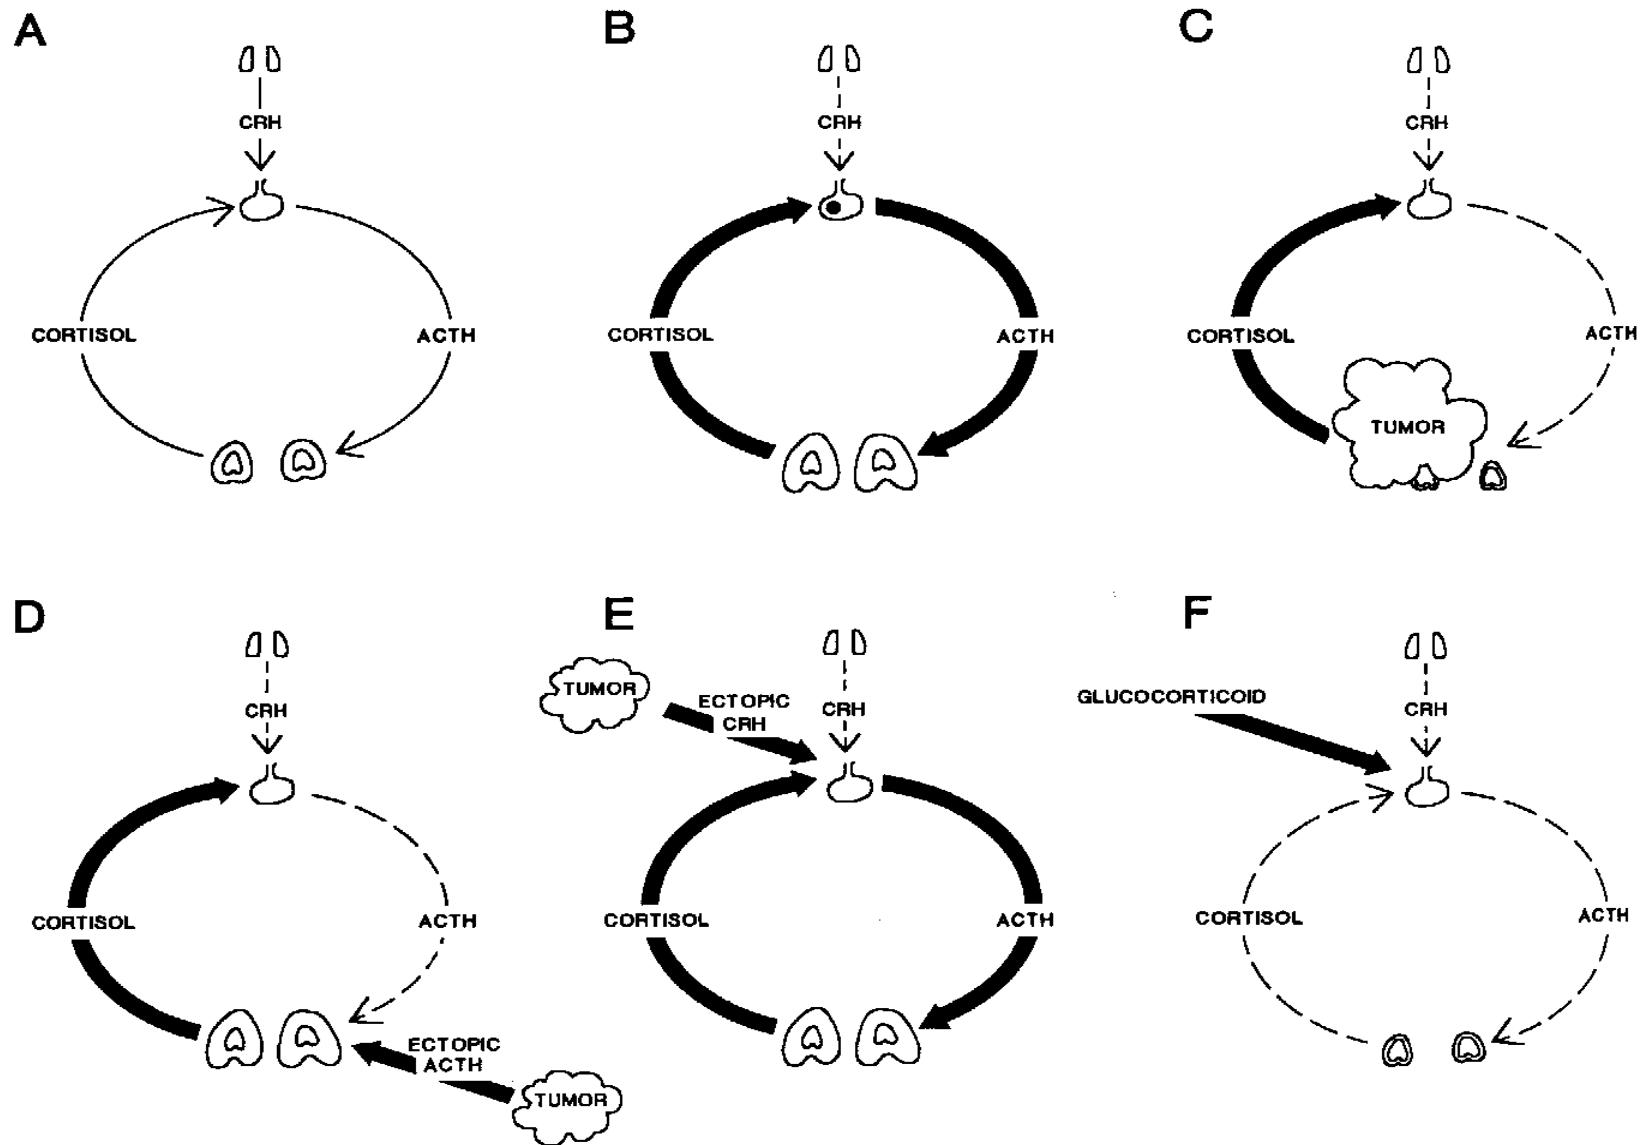 A
CRH
CORTISOL
ACTH
B
CRH
CORTISOL
ACTH
C
CRH
CORTISOL
ACTH
TUMOR
D
CRH
CORTISOL
ACTH
ECTOPIC
ACTH
TUMOR
E
TUMOR
ECTOPIC
CRH
CRH
CORTISOL
ACTH
F
GLUCOCORTICOID
CRH
CORTISOL
ACTH